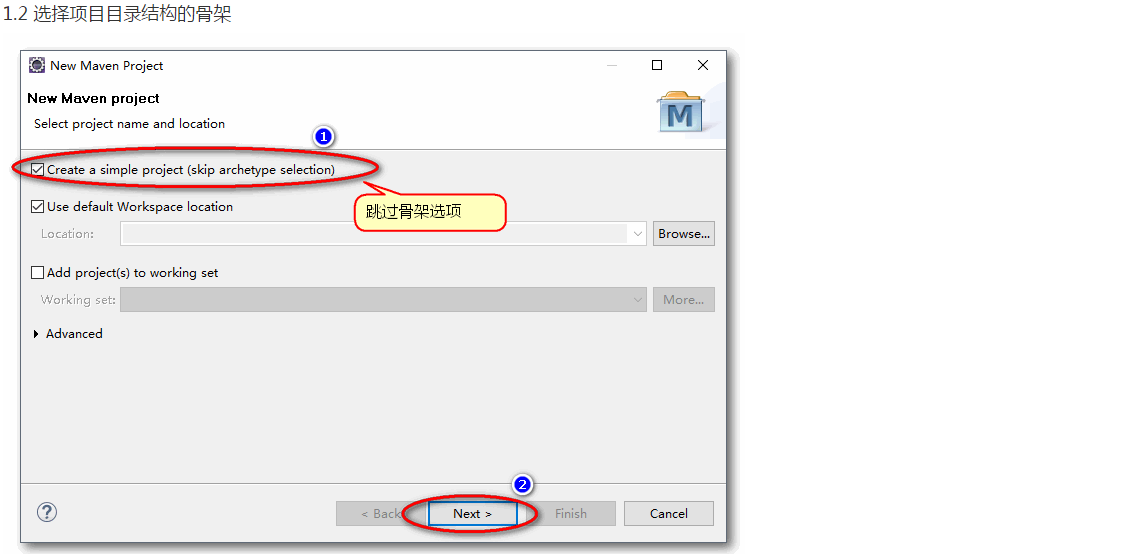 1.2 选择项目目录结构的骨架
New Maven Project
New Maven project
M
Select project name and location
1
Create a simple project (skip archetype selection)
Use default Workspace location
跳过骨架选项
Location:
Browse...
Add project(s) to working set
Working set:
More...
Advanced
2
?
< Back
Next >
Finish
Cancel